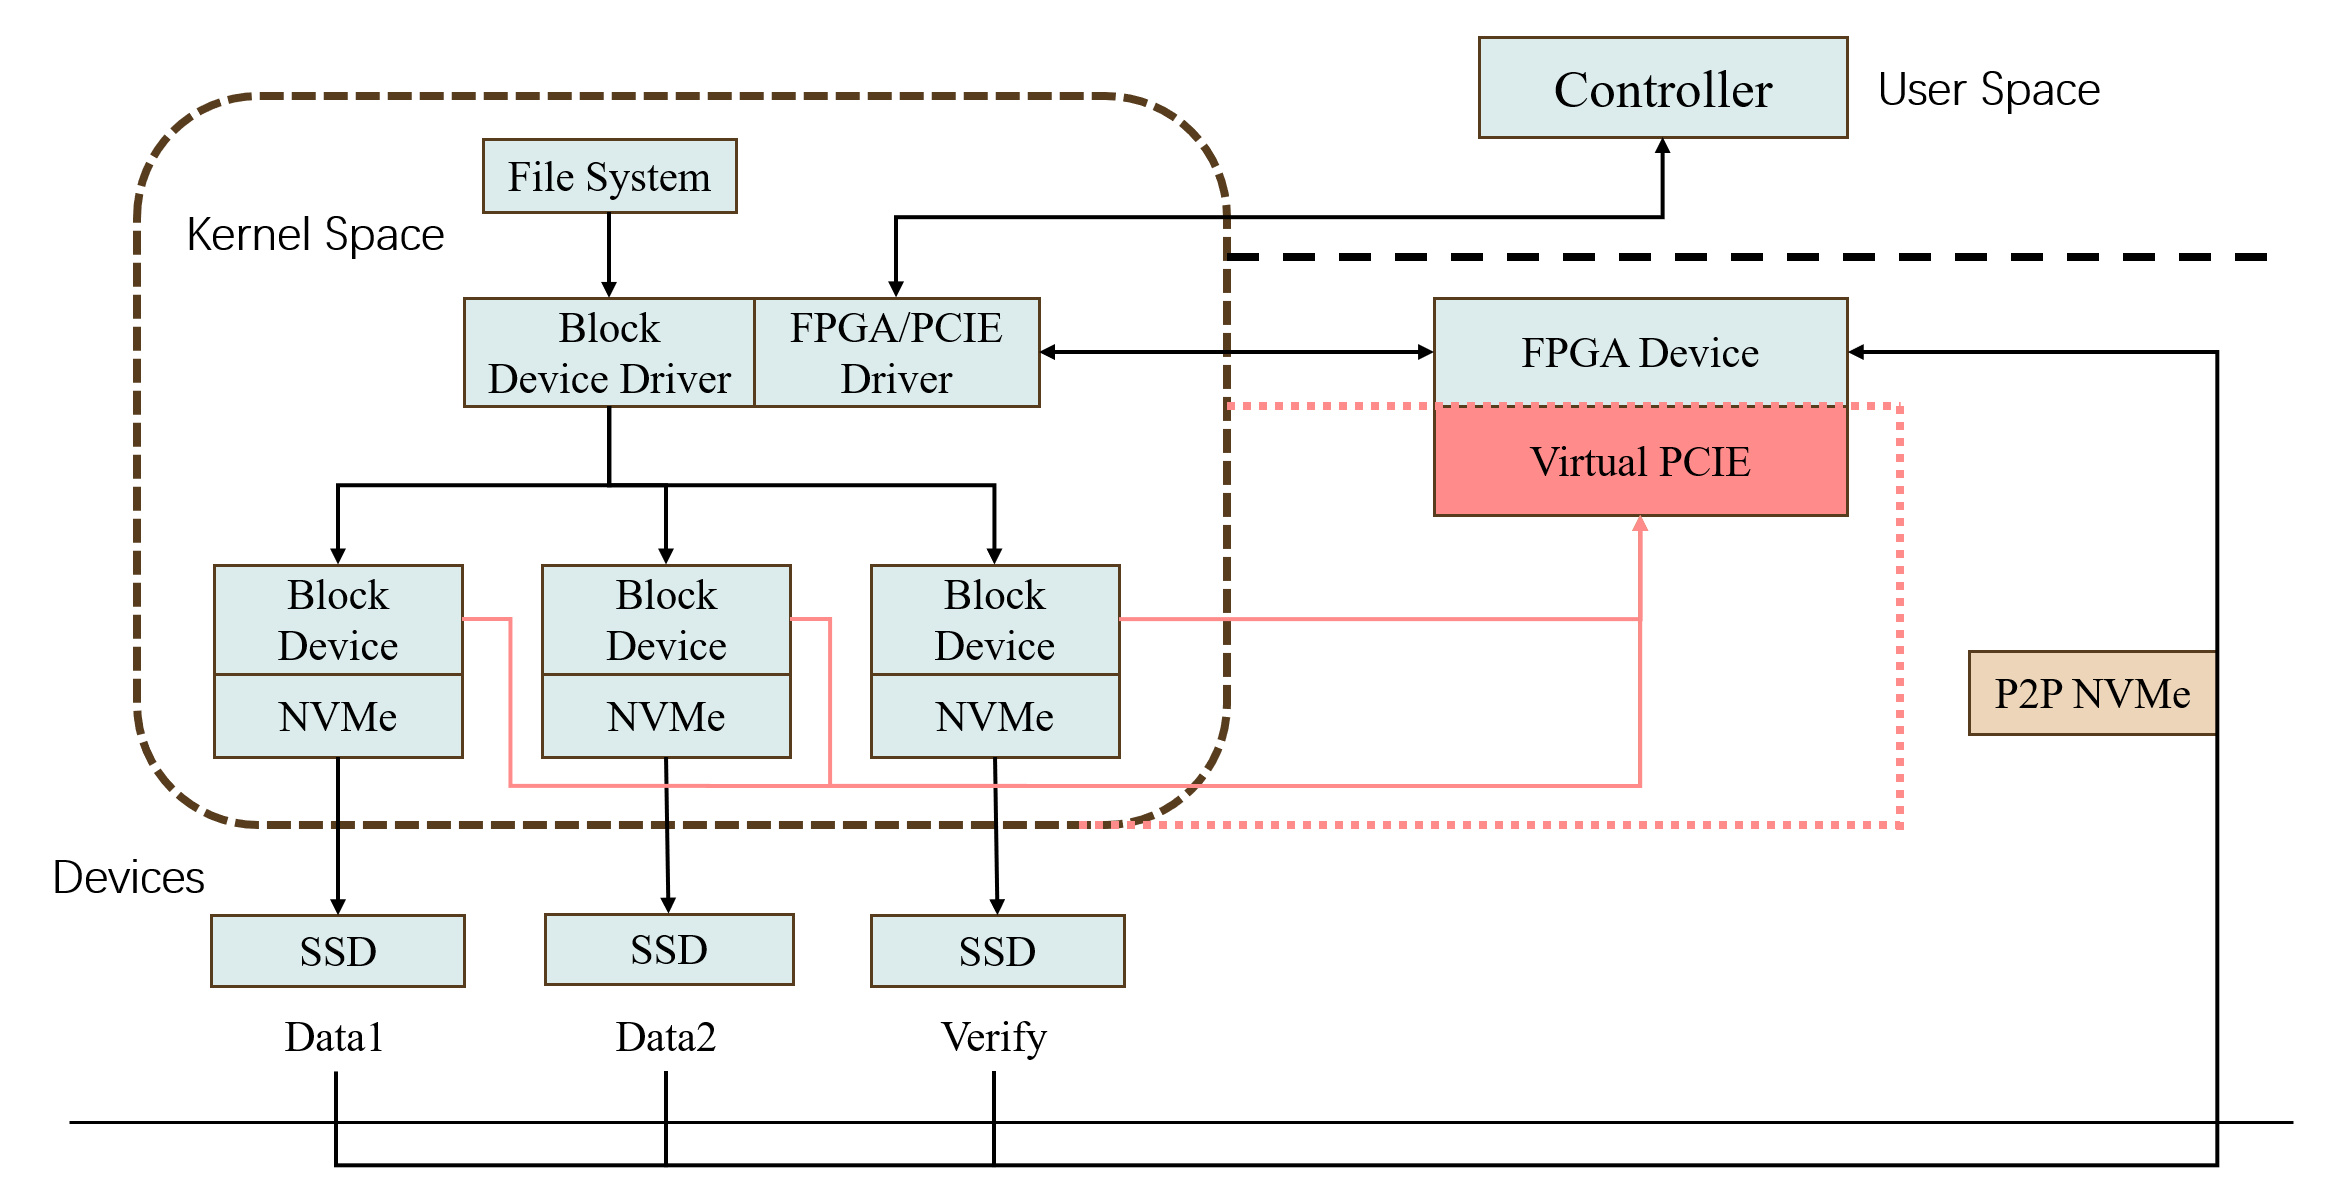 Controller
User Space
File System
Kernel Space
Block
Device Driver
FPGA/PCIE
Driver
FPGA Device
Virtual PCIE
Block
Device
NVMe
Block
Device
NVMe
Block
Device
NVMe
P2P NVMe
Devices
SSD
SSD
SSD
Data1
Data2
Verify